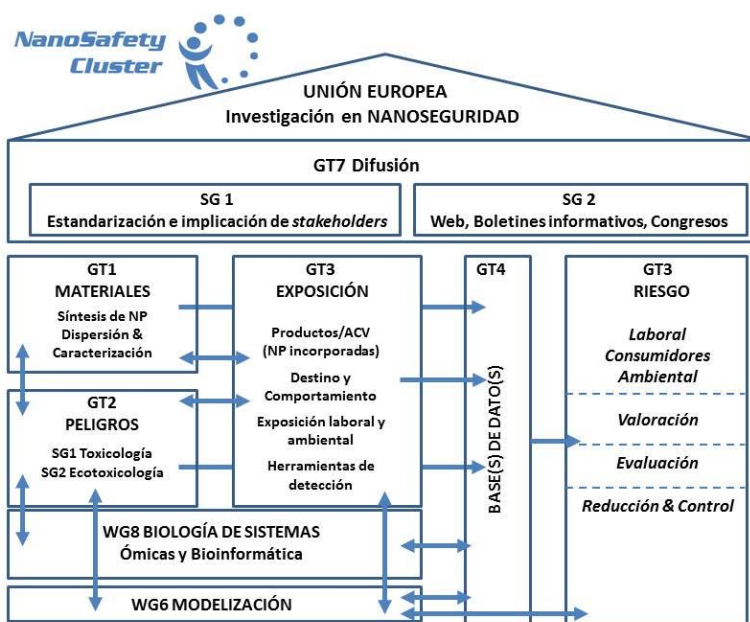 NanoSafety
Cluster
UNIÓN EUROPEA
Investigación en NANOSEGURIDAD
GT7 Difusión
SG 1
Estandarización e implicación de stakeholders
SG 2
Web, Boletines informativos, Congresos
GT1
MATERIALES
Síntesis de NP
Dispersión &
Caracterización
GT2
PELIGROS
SG1 Toxicología
SG2 Ecotoxicología
GT3
EXPOSICIÓN
Productos/ACV
(NP incorporadas)
Destino y
Comportamiento
Exposición laboral y
ambiental
Herramientas de
detección
GT4
BASE(S) DE DATO(S)
GT3
RIESGO
Laboral
Consumidores
Ambiental
Valoración
Evaluación
Reducción & Control
WG8 BIOLOGÍA DE SISTEMAS
Ómicas y Bioinformática
WG6 MODELIZACIÓN